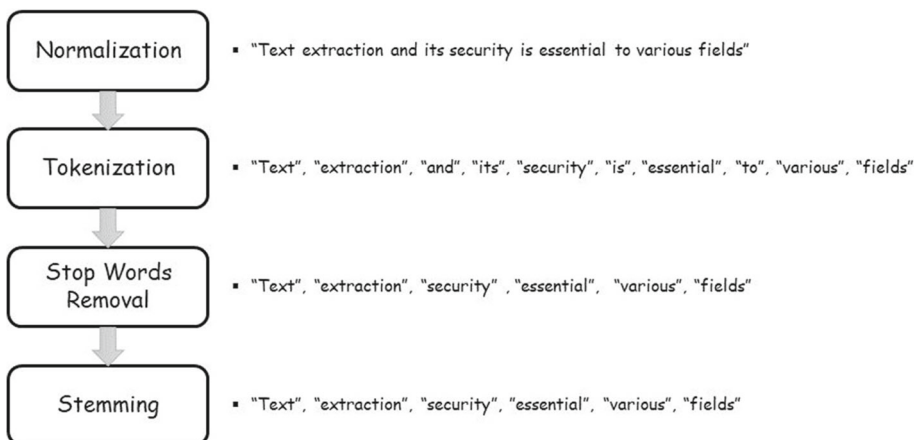 Normalization
▪ “Text extraction and its security is essential to various fields”
Tokenization
▪ “Text”, “extraction”, “and”, “its”, “security”, “is”, “essential”, “to”, “various”, “fields”
Stop Words
Removal
▪ “Text”, “extraction”, “security” , “essential”, “various”, “fields”
Stemming
▪ “Text”, “extraction”, “security”, ”essential”, “various”, “fields”